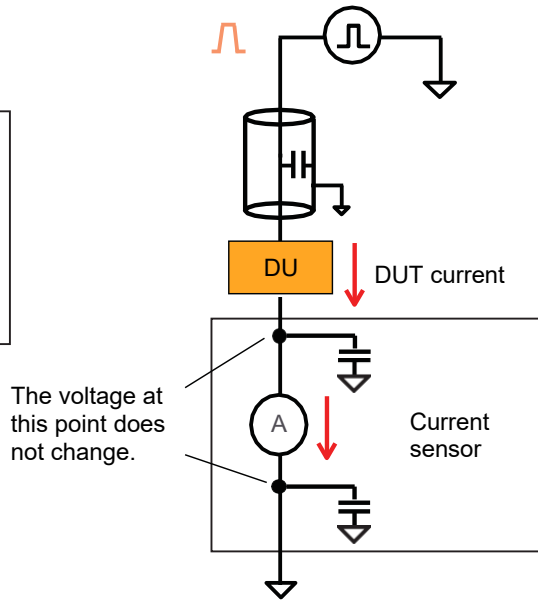 DU
DUT current
The voltage at
this point does
not change.
A
Current
sensor